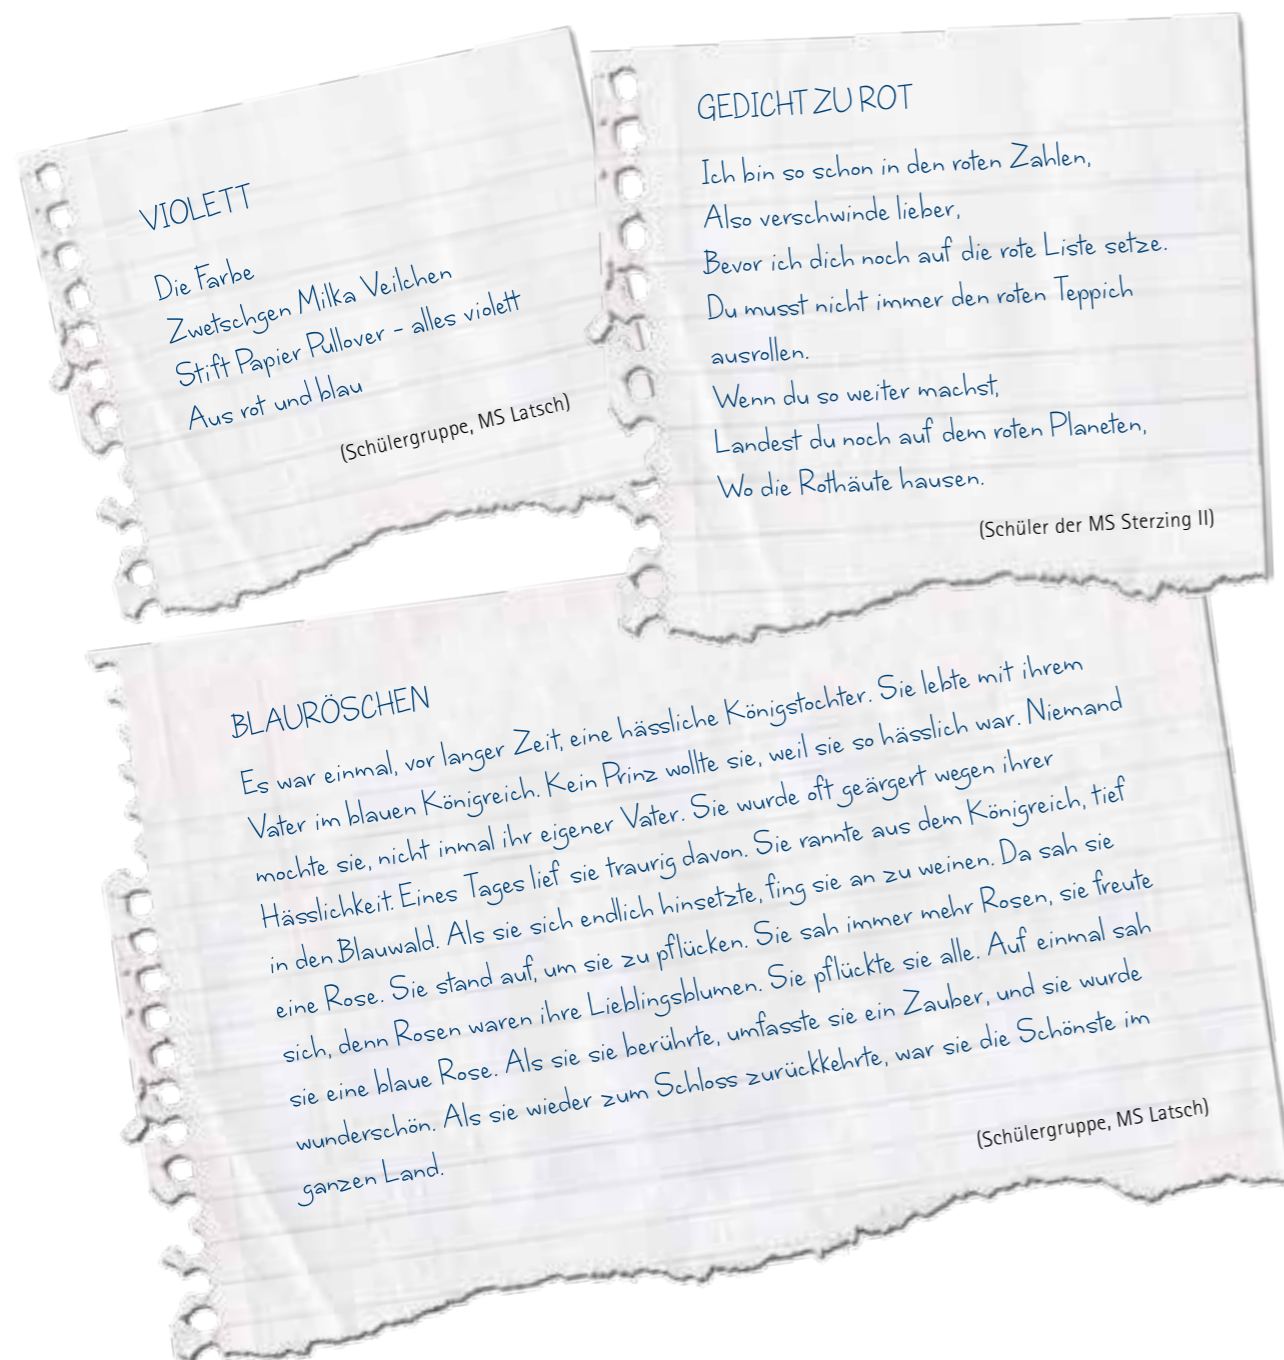 VIOLETT
Die Farbe
Zwetschgen Milka Veilchen
Stift Papier Pullover – alles violett
Aus rot und blau
(Schülergruppe, MS Latsch)
GEDICHT ZU ROT
Ich bin so schon in den roten Zahlen,
Also verschwinde lieber,
Bevor ich dich noch auf die rote Liste setze.
Du musst nicht immer den roten Teppich
ausrollen.
Wenn du so weiter machst,
Landest du noch auf dem roten Planeten,
Wo die Rothäute hausen.
(Schüler der MS Sterzing II)
BLAURÖSCHEN
Es war einmal, vor langer Zeit, eine hässliche Königstochter. Sie lebte mit ihrem
Vater im blauen Königreich. Kein Prinz wollte sie, weil sie so hässlich war. Niemand
mochte sie, nicht inmal ihr eigener Vater. Sie wurde oft geärgert wegen ihrer
Hässlichkeit. Eines Tages lief sie traurig davon. Sie rannte aus dem Königreich, tief
in den Blauwald. Als sie sich endlich hinsetzte, fing sie an zu weinen. Da sah sie
eine Rose. Sie stand auf, um sie zu pflücken. Sie sah immer mehr Rosen, sie freute
sich, denn Rosen waren ihre Lieblingsblumen. Sie pflückte sie alle. Auf einmal sah
sie eine blaue Rose. Als sie sie berührte, umfasste sie ein Zauber, und sie wurde
wunderschön. Als sie wieder zum Schloss zurückkehrte, war sie die Schönste im
ganzen Land.
(Schülergruppe, MS Latsch)